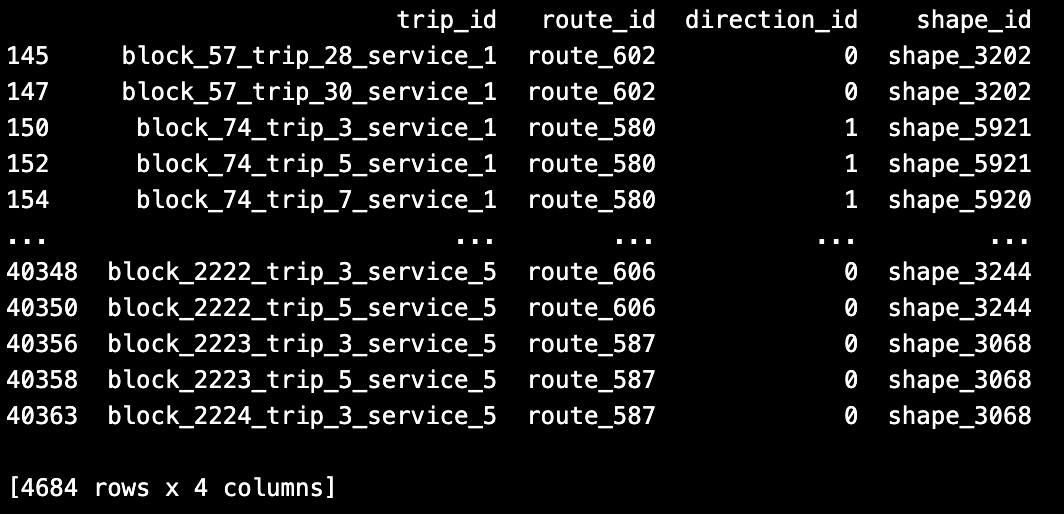 trip_id route_id direction_id shape_id
145 block_57_trip_28_service_1 route_602 0 shape_3202
147 block_57_trip_30_service_1 route_602 0 shape_3202
150 block_74_trip_3_service_1 route_580 1 shape_5921
152 block_74_trip_5_service_1 route_580 1 shape_5921
154 block_74_trip_7_service_1 route_580 1 shape_5920
... ... ... ... ...
40348 block_2222_trip_3_service_5 route_606 0 shape_3244
40350 block_2222_trip_5_service_5 route_606 0 shape_3244
40356 block_2223_trip_3_service_5 route_587 0 shape_3068
40358 block_2223_trip_5_service_5 route_587 0 shape_3068
40363 block_2224_trip_3_service_5 route_587 0 shape_3068
[4684 rows x 4 columns]